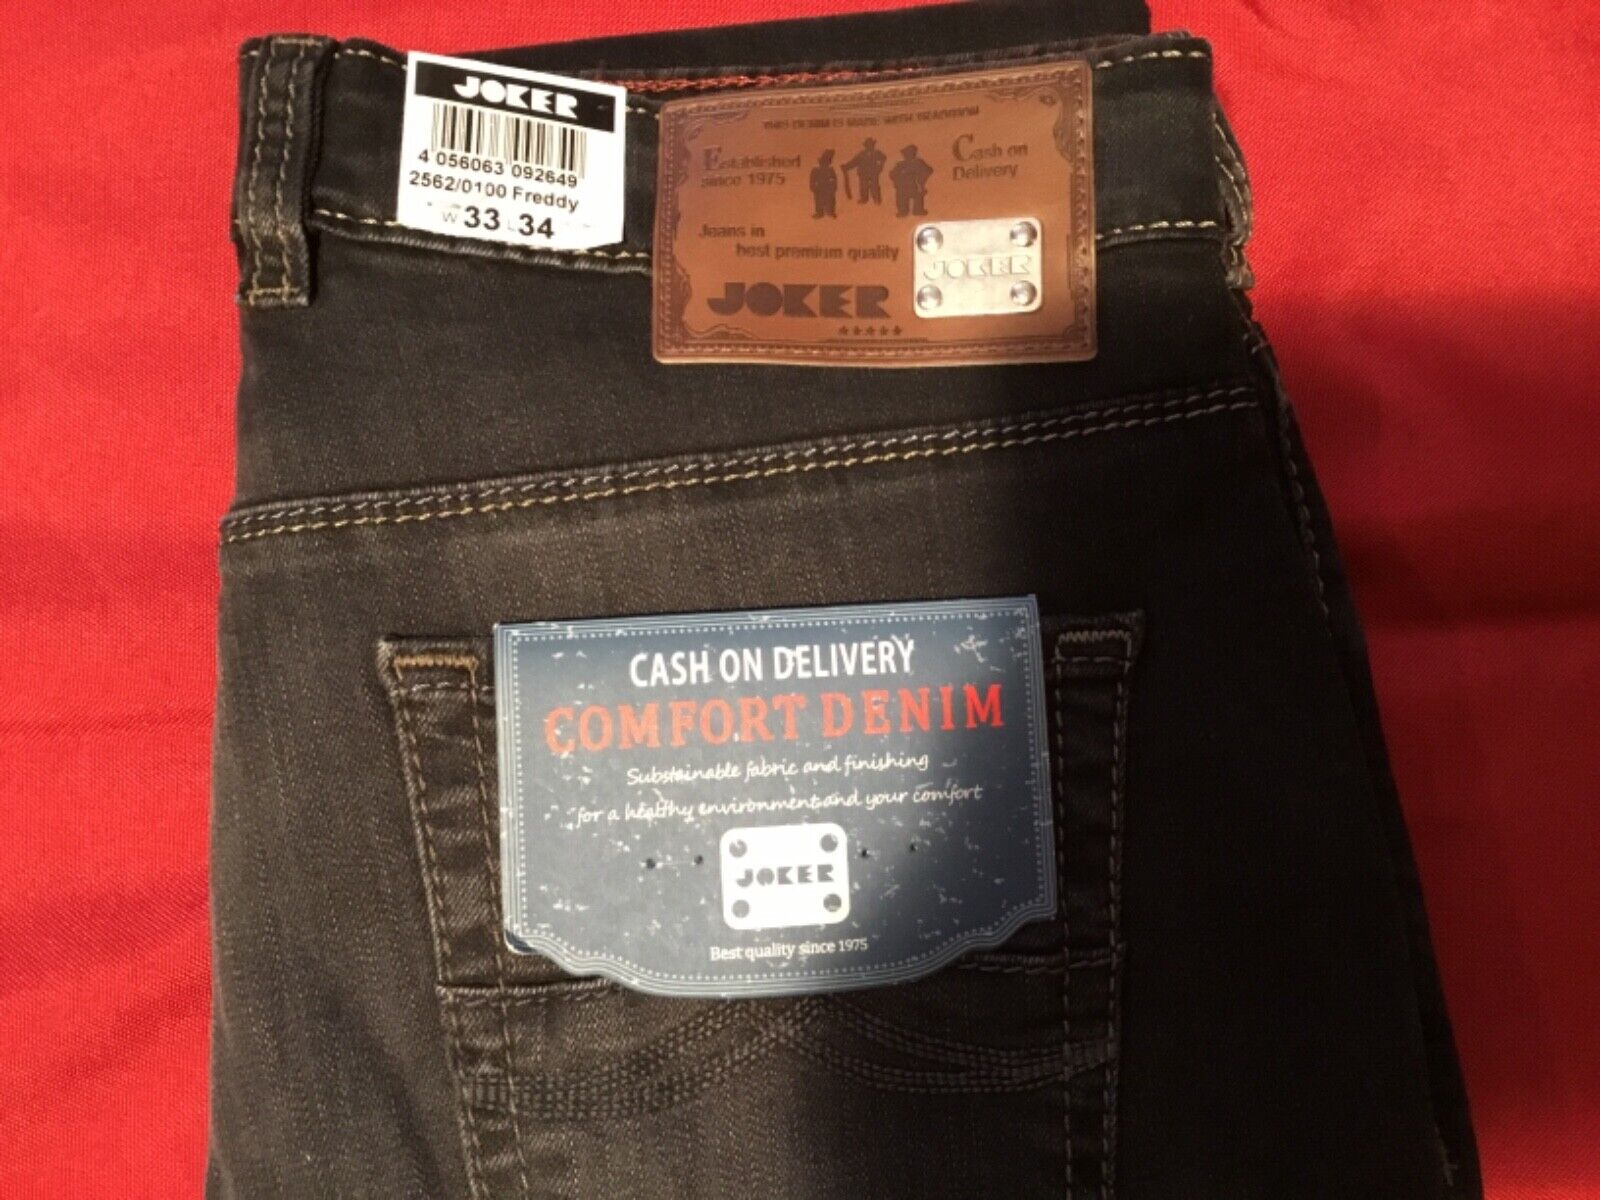 JOKER
4 056063 092649
2562/0100 Freddy
W 33 L 34
Established
since 1975
Cash on
Delivery
Jeans in
best premium quality
JOKER
JOKER
CASH ON DELIVERY
COMFORT DENIM
Substainable fabric and finishing
for a healthy environment and your comfort
JOKER
Best quality since 1975